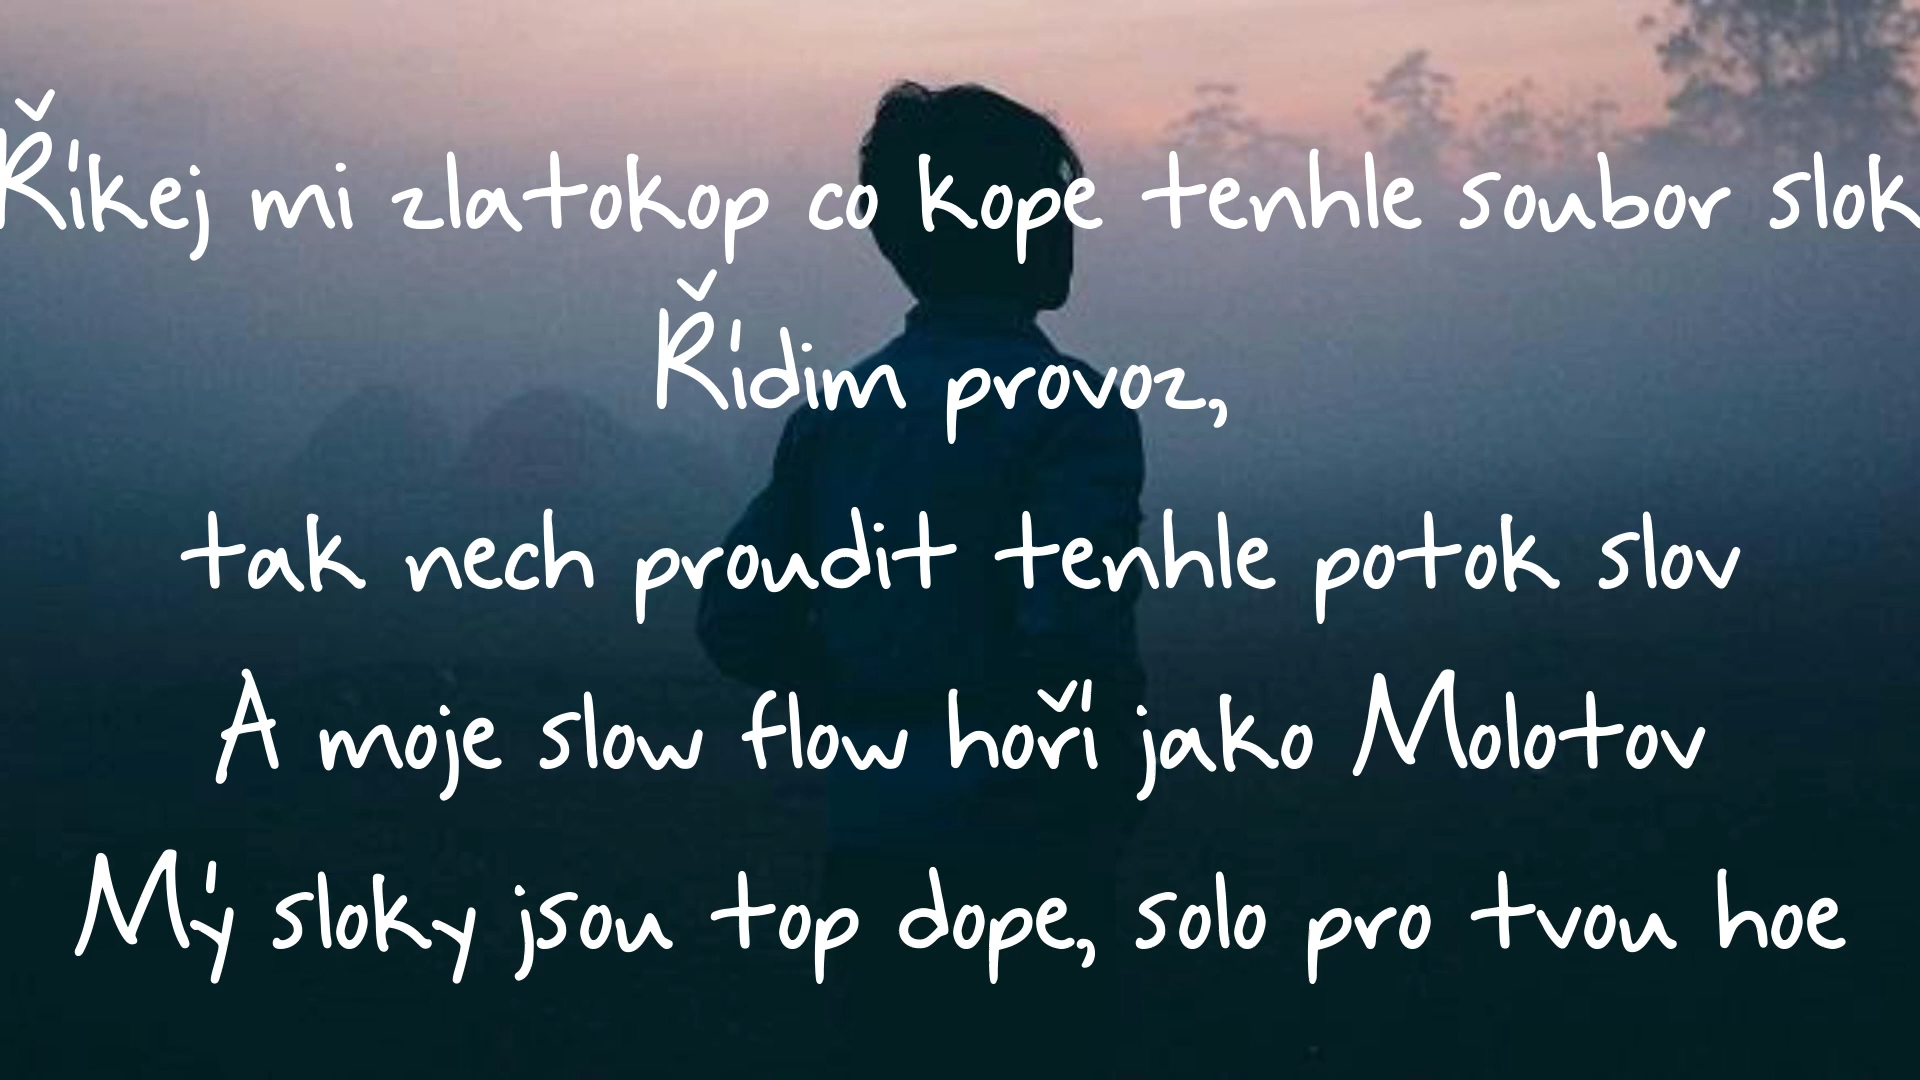 Říkej mi zlatokop co kope tenhle soubor slok
Řídim provoz,
tak nech proudit tenhle potok slov
A moje slow flow hoří jako Molotov
Mý sloky jsou top dope, solo pro tvou hoe